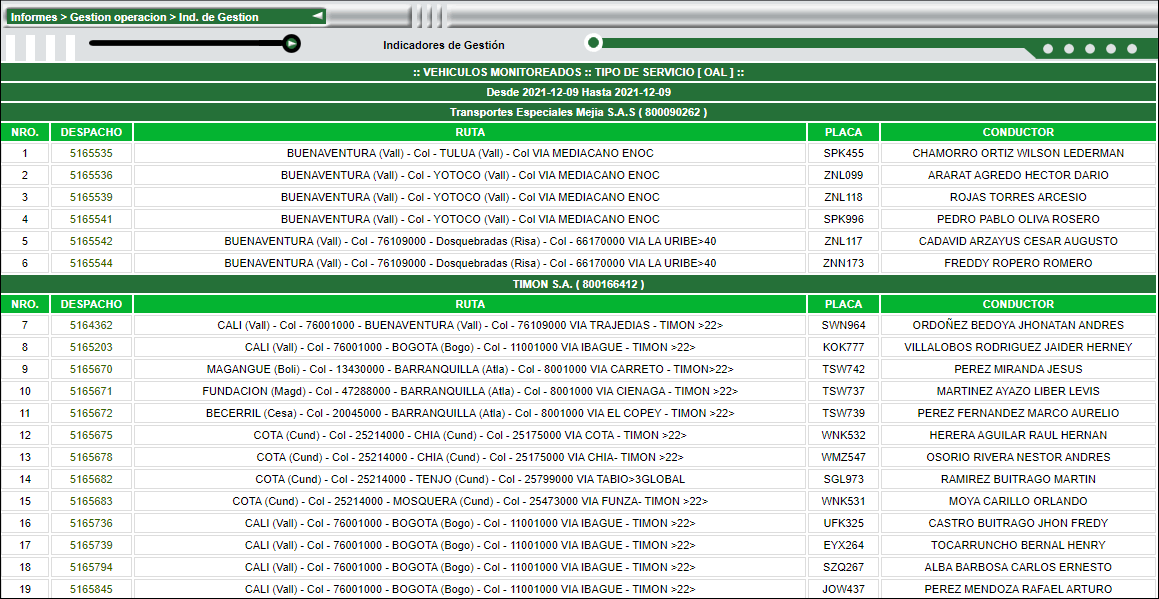 Informes > Gestion operacion > Ind. de Gestion
Indicadores de Gestión
:: VEHICULOS MONITOREADOS :: TIPO DE SERVICIO [ OAL ] ::
Desde 2021-12-09 Hasta 2021-12-09
Transportes Especiales Mejia S.A.S ( 800090262 )
NRO. DESPACHO RUTA PLACA CONDUCTOR
1 5165535 BUENAVENTURA (Vall) - Col - TULUA (Vall) - Col VIA MEDIACANO ENOC SPK455 CHAMORRO ORTIZ WILSON LEDERMAN
2 5165536 BUENAVENTURA (Vall) - Col - YOTOCO (Vall) - Col VIA MEDIACANO ENOC ZNL099 ARARAT AGREDO HECTOR DARIO
3 5165539 BUENAVENTURA (Vall) - Col - YOTOCO (Vall) - Col VIA MEDIACANO ENOC ZNL118 ROJAS TORRES ARCESIO
4 5165541 BUENAVENTURA (Vall) - Col - YOTOCO (Vall) - Col VIA MEDIACANO ENOC SPK996 PEDRO PABLO OLIVA ROSERO
5 5165542 BUENAVENTURA (Vall) - Col - 76109000 - Dosquebradas (Risa) - Col - 66170000 VIA LA URIBE>40 ZNL117 CADAVID ARZAYUS CESAR AUGUSTO
6 5165544 BUENAVENTURA (Vall) - Col - 76109000 - Dosquebradas (Risa) - Col - 66170000 VIA LA URIBE>40 ZNN173 FREDDY ROPERO ROMERO
TIMON S.A. ( 800166412 )
NRO. DESPACHO RUTA PLACA CONDUCTOR
7 5164362 CALI (Vall) - Col - 76001000 - BUENAVENTURA (Vall) - Col - 76109000 VIA TRAJEDIAS - TIMON >22> SWN964 ORDOÑEZ BEDOYA JHONATAN ANDRES
8 5165203 CALI (Vall) - Col - 76001000 - BOGOTA (Bogo) - Col - 11001000 VIA IBAGUE - TIMON >22> KOK777 VILLALOBOS RODRIGUEZ JAIDER HERNEY
9 5165670 MAGANGUE (Boli) - Col - 13430000 - BARRANQUILLA (Atla) - Col - 8001000 VIA CARRETO - TIMON>22> TSW742 PEREZ MIRANDA JESUS
10 5165671 FUNDACION (Magd) - Col - 47288000 - BARRANQUILLA (Atla) - Col - 8001000 VIA CIENAGA - TIMON >22> TSW737 MARTINEZ AYAZO LIBER LEVIS
11 5165672 BECERRIL (Cesa) - Col - 20045000 - BARRANQUILLA (Atla) - Col - 8001000 VIA EL COPEY - TIMON >22> TSW739 PEREZ FERNANDEZ MARCO AURELIO
12 5165675 COTA (Cund) - Col - 25214000 - CHIA (Cund) - Col - 25175000 VIA COTA - TIMON >22> WNK532 HERERA AGUILAR RAUL HERNAN
13 5165678 COTA (Cund) - Col - 25214000 - CHIA (Cund) - Col - 25175000 VIA CHIA- TIMON >22> WMZ547 OSORIO RIVERA NESTOR ANDRES
14 5165682 COTA (Cund) - Col - 25214000 - TENJO (Cund) - Col - 25799000 VIA TABIO>3GLOBAL SGL973 RAMIREZ BUITRAGO MARTIN
15 5165683 COTA (Cund) - Col - 25214000 - MOSQUERA (Cund) - Col - 25473000 VIA FUNZA- TIMON >22> WNK531 MOYA CARILLO ORLANDO
16 5165736 CALI (Vall) - Col - 76001000 - BOGOTA (Bogo) - Col - 11001000 VIA IBAGUE - TIMON >22> UFK325 CASTRO BUITRAGO JHON FREDY
17 5165739 CALI (Vall) - Col - 76001000 - BOGOTA (Bogo) - Col - 11001000 VIA IBAGUE - TIMON >22> EYX264 TOCARRUNCHO BERNAL HENRY
18 5165794 CALI (Vall) - Col - 76001000 - BOGOTA (Bogo) - Col - 11001000 VIA IBAGUE - TIMON >22> SZQ267 ALBA BARBOSA CARLOS ERNESTO
19 5165845 CALI (Vall) - Col - 76001000 - BOGOTA (Bogo) - Col - 11001000 VIA IBAGUE - TIMON >22> JOW437 PEREZ MENDOZA RAFAEL ARTURO